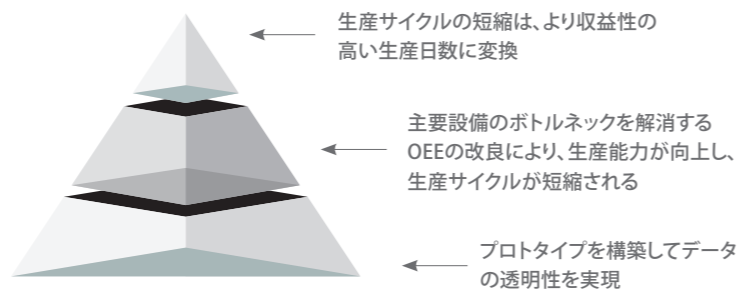 生産サイクルの短縮は、より収益性の
高い生産日数に変換
主要設備のボトルネックを解消する
OEEの改良により、生産能力が向上し、
生産サイクルが短縮される
プロトタイプを構築してデータ
の透明性を実現